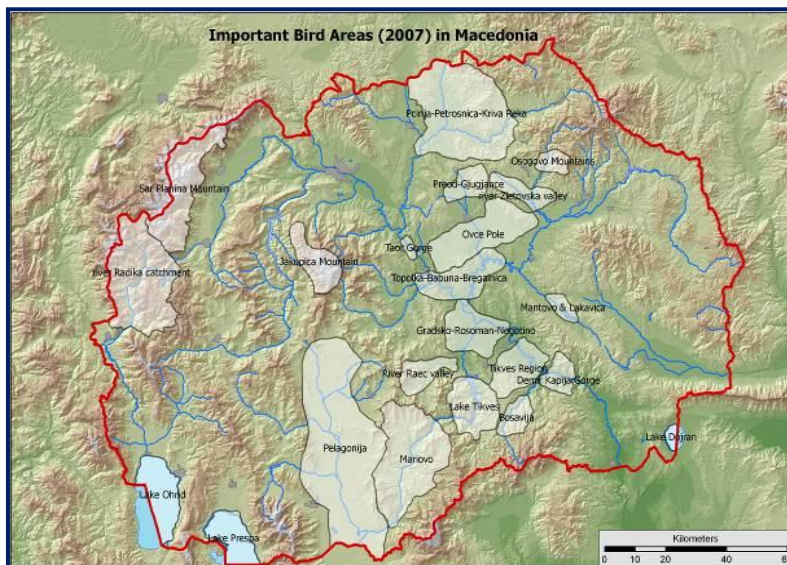 Important Bird Areas (2007) in Macedonia
Pcinja-Petrosnica-Kriva Reka
Osogovo Mountains
Sar Planina Mountain
Preod-Gjugjance
river Zletovska valley
Ovce Pole
Taor Gorge
Jakupica Mountain
river Radika catchment
Topolka-Babuna-Bregalnica
Mantovo & Lakavica
Gradsko-Rosoman-Negotino
River Raec valley
Tikves Region
Demir Kapija Gorge
Lake Tikves
Bosavija
Lake Dojran
Pelagonija
Mariovo
Lake Ohrid
Lake Prespa
Kilometers
0 10 20 40 6